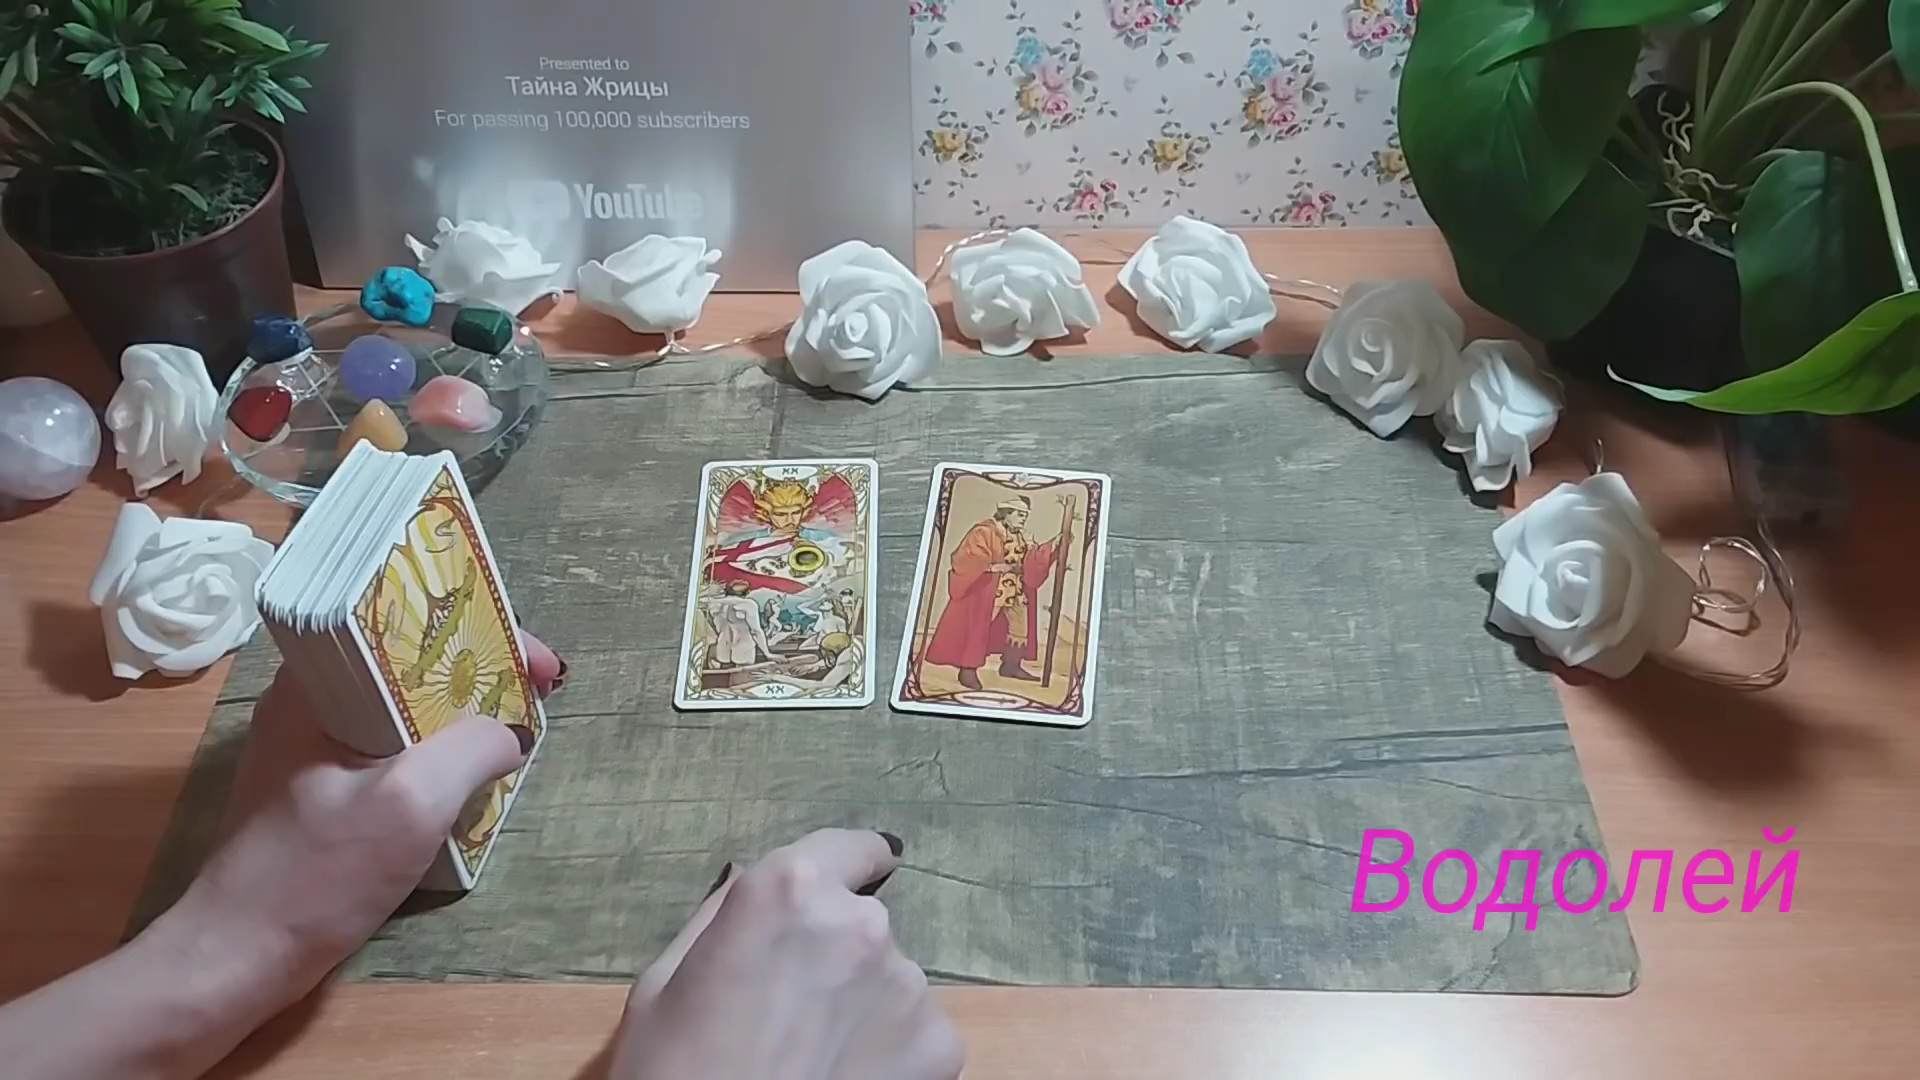 Presented to
Тайна Жрицы
For passing 100,000 subscribers
YouTube
XX
XX
Водолей